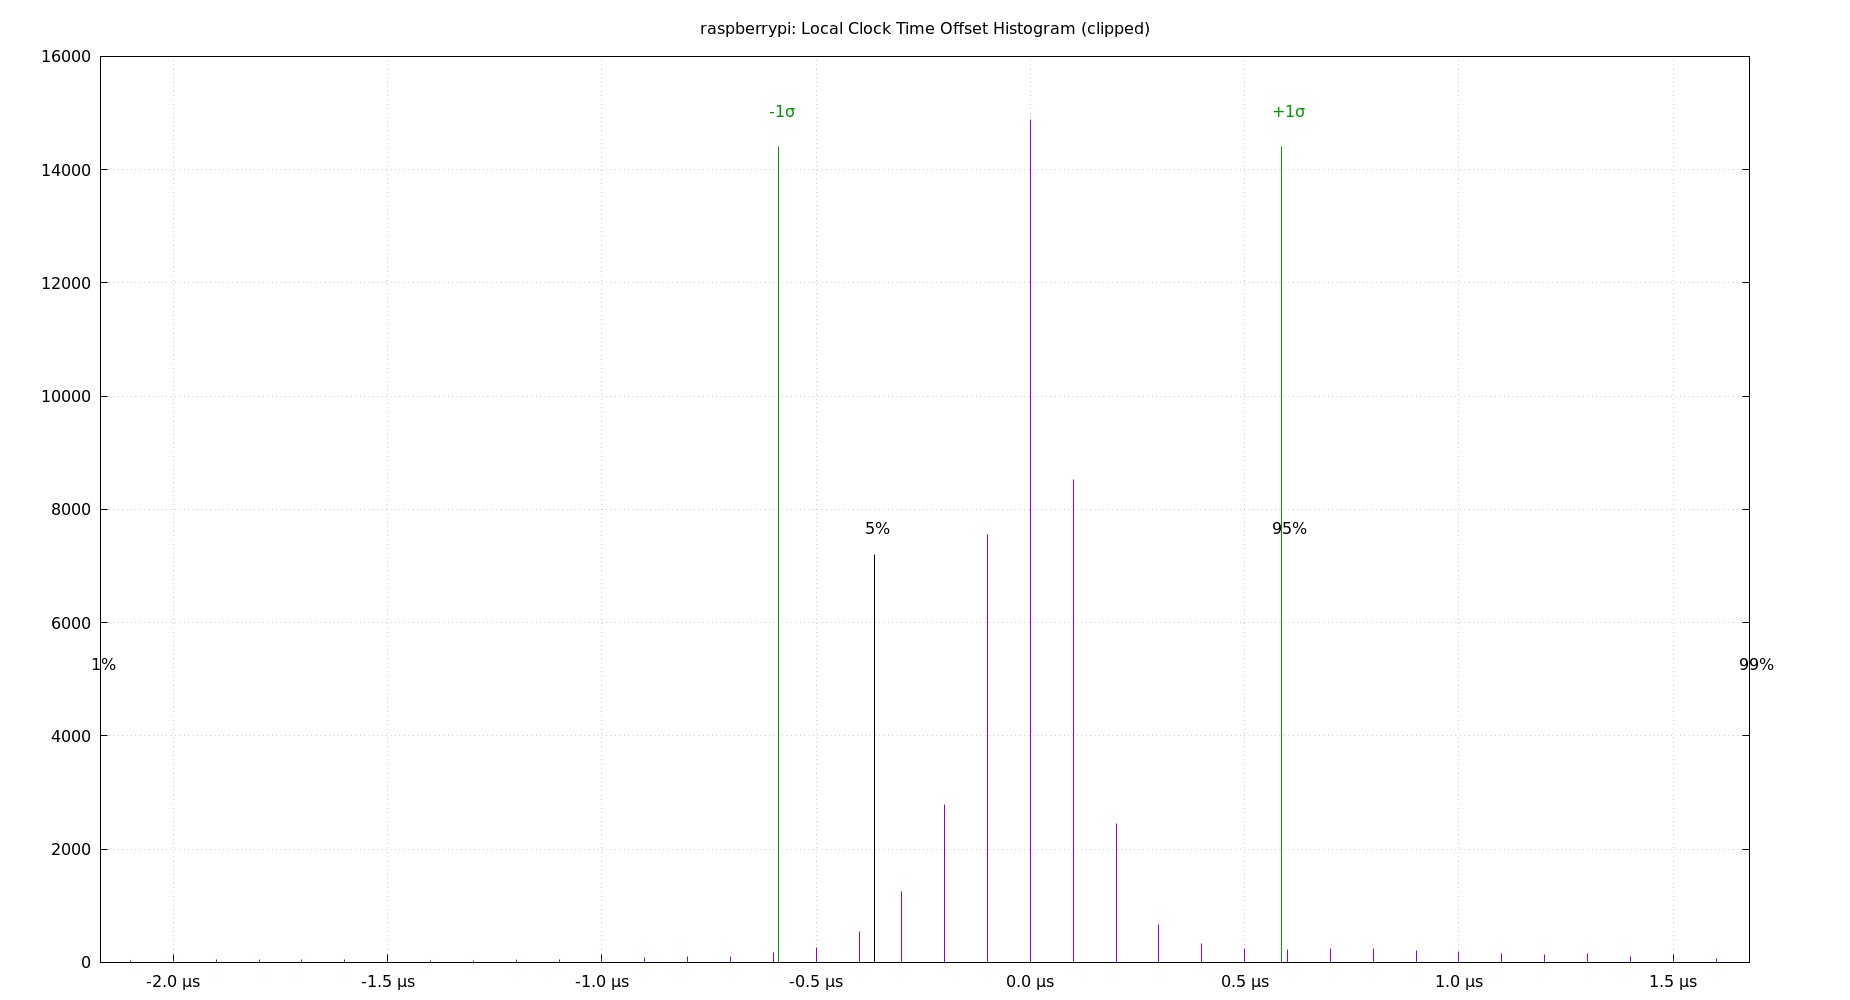 raspberrypi: Local Clock Time Offset Histogram (clipped)
16000
-1σ
+1σ
14000
12000
10000
8000
5%
95%
6000
1%
99%
4000
2000
0
-2.0 µs
-1.5 µs
-1.0 µs
-0.5 µs
0.0 µs
0.5 µs
1.0 µs
1.5 µs